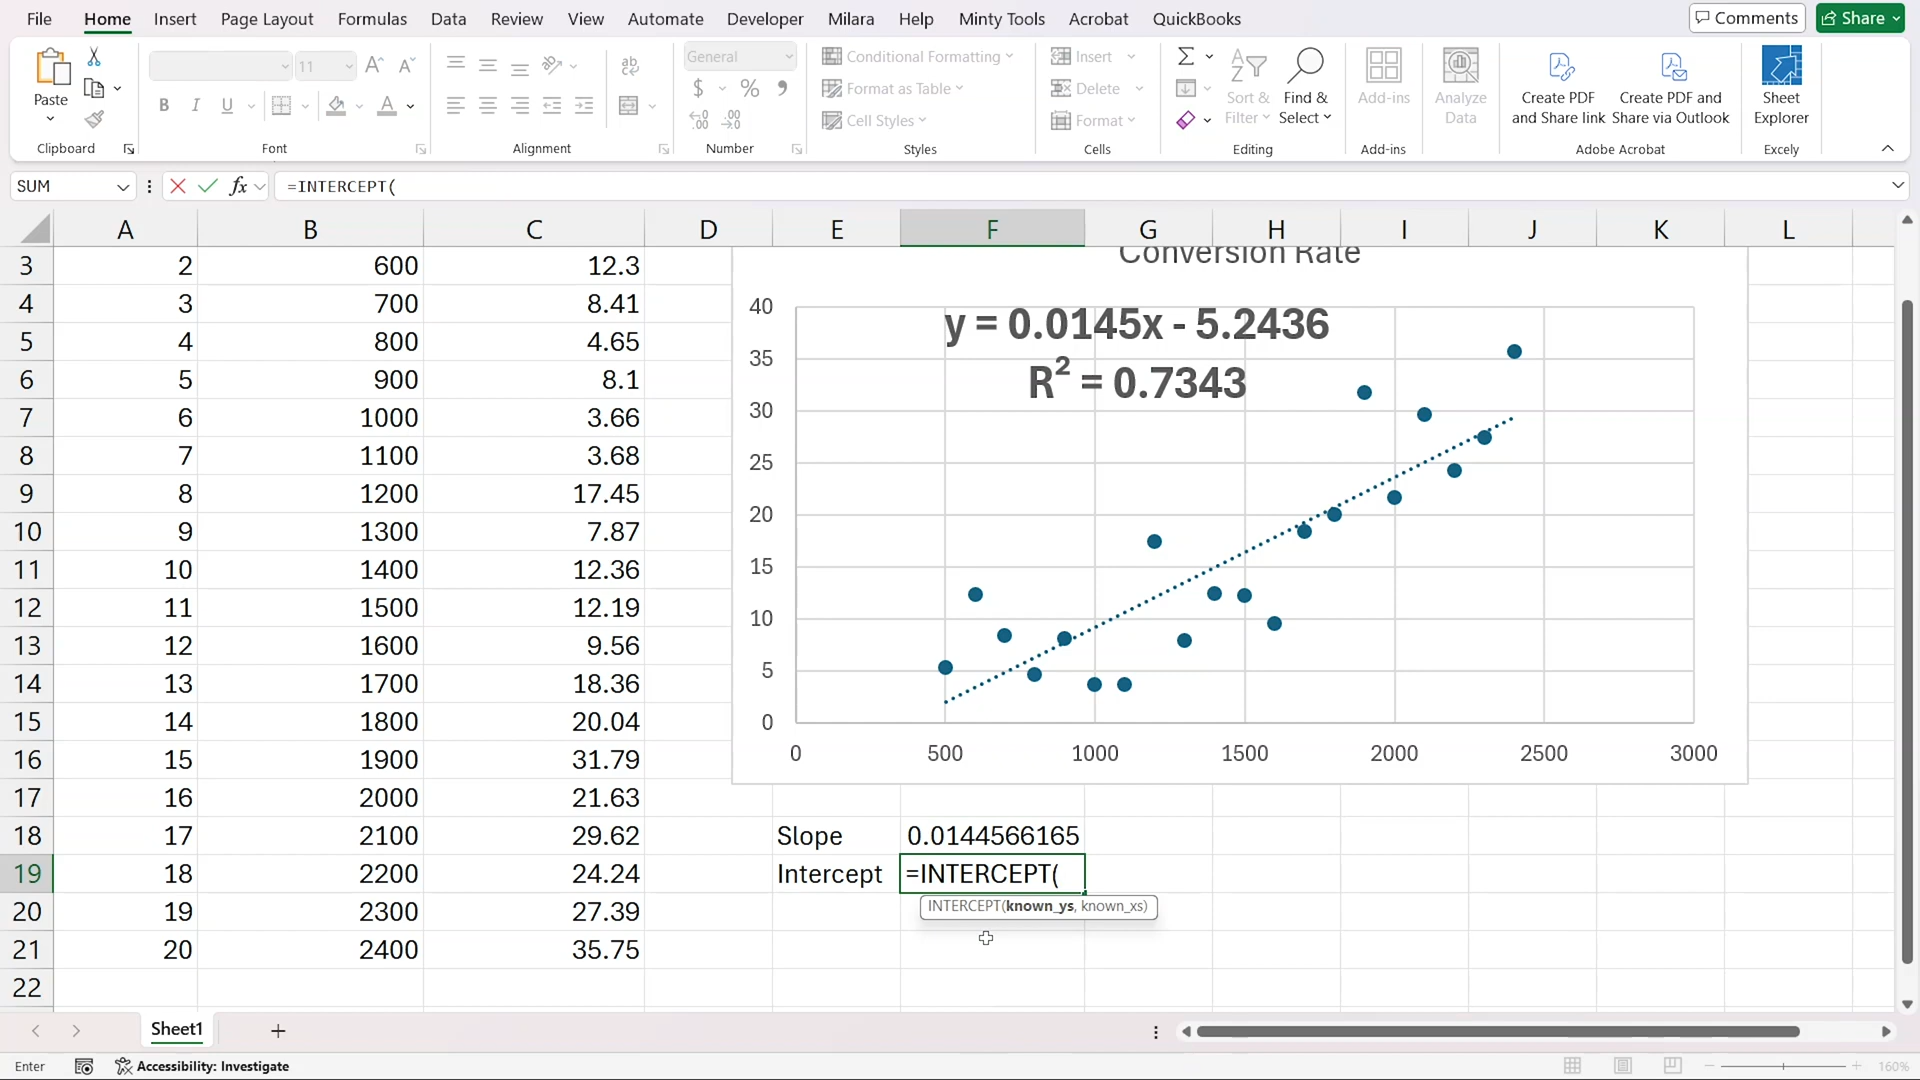 File Home Insert Page Layout Formulas Data Review View Automate Developer Milara Help Minty Tools Acrobat QuickBooks Comments Share
Paste
Clipboard
11
B I U
Font
ab
Alignment
General
$ % 9
Number
Conditional Formatting
Format as Table
Cell Styles
Styles
Insert
Delete
Format
Cells
Sort &
Filter
Find &
Select
Editing
Add-ins
Add-ins
Analyze
Data
Create PDF
and Share link
Create PDF and
Share via Outlook
Adobe Acrobat
Sheet
Explorer
Excely
SUM fx =INTERCEPT(
A B C D E F G H I J K L
3 2 600 12.3
4 3 700 8.41
5 4 800 4.65
6 5 900 8.1
7 6 1000 3.66
8 7 1100 3.68
9 8 1200 17.45
10 9 1300 7.87
11 10 1400 12.36
12 11 1500 12.19
13 12 1600 9.56
14 13 1700 18.36
15 14 1800 20.04
16 15 1900 31.79
17 16 2000 21.63
18 17 2100 29.62 Slope 0.0144566165
19 18 2200 24.24 Intercept =INTERCEPT(
INTERCEPT(known_ys, known_xs)
20 19 2300 27.39
21 20 2400 35.75
22
Conversion Rate
y = 0.0145x - 5.2436
R² = 0.7343
40
35
30
25
20
15
10
5
0
0 500 1000 1500 2000 2500 3000
Sheet1
Enter Accessibility: Investigate 160%